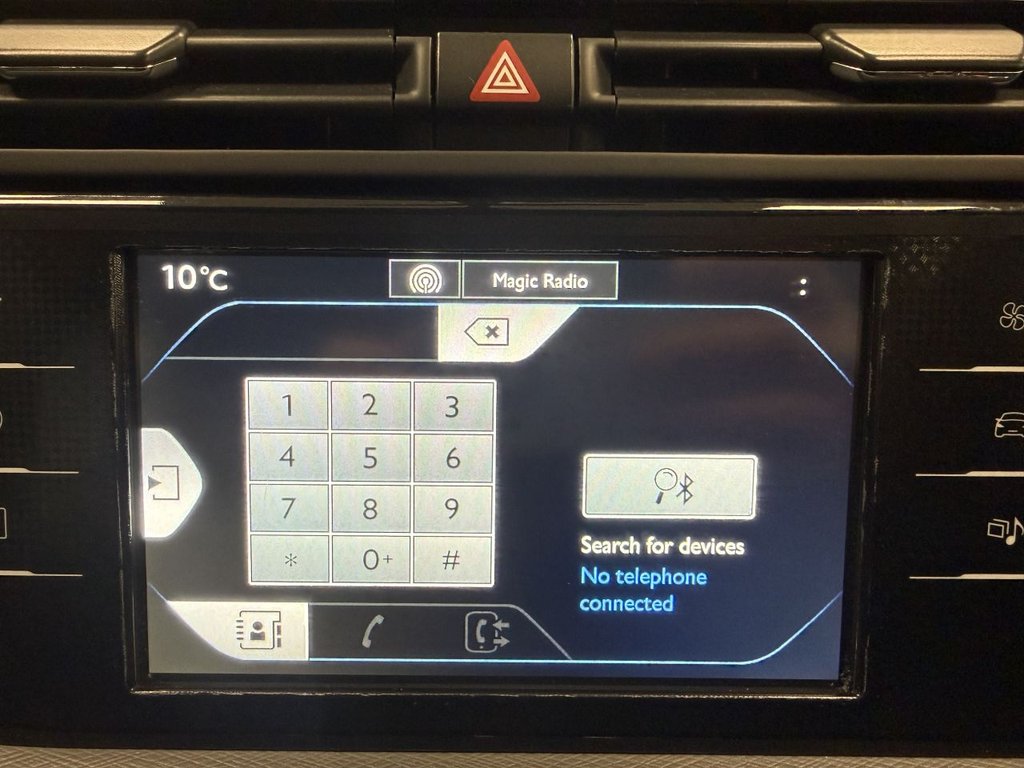 10°C
Magic Radio
:
1 2 3
4 5 6
7 8 9
* 0+ #
Search for devices
No telephone
connected